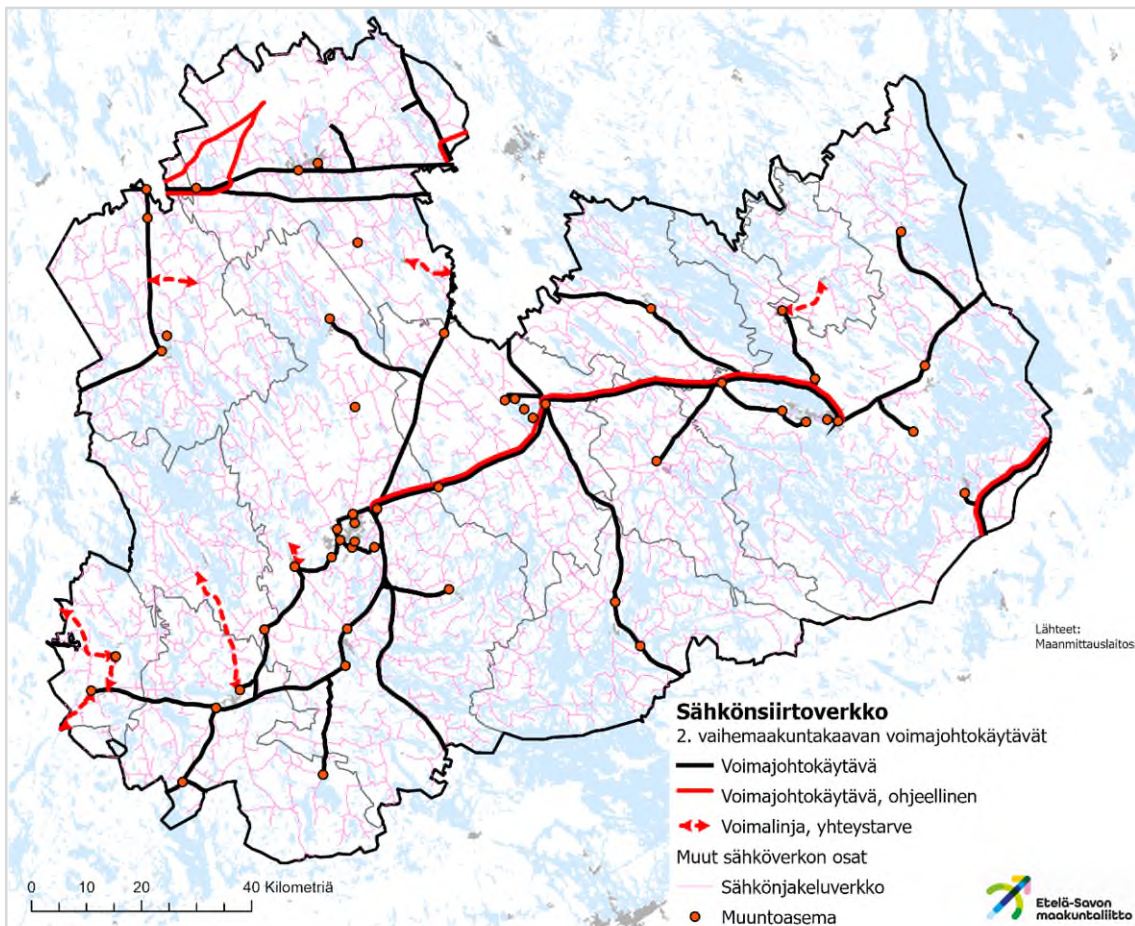 Lähteet:
Maanmittauslaitos
Sähkönsiirtoverkko
2. vaihemaakuntakaavan voimajohtokäytävät
Voimajohtokäytävä
Voimajohtokäytävä, ohjeellinen
Voimalinja, yhteystarve
Muut sähköverkon osat
Sähkönjakeluverkko
Muuntoasema
0 10 20 40 Kilometriä
Etelä-Savon
maakuntaliitto